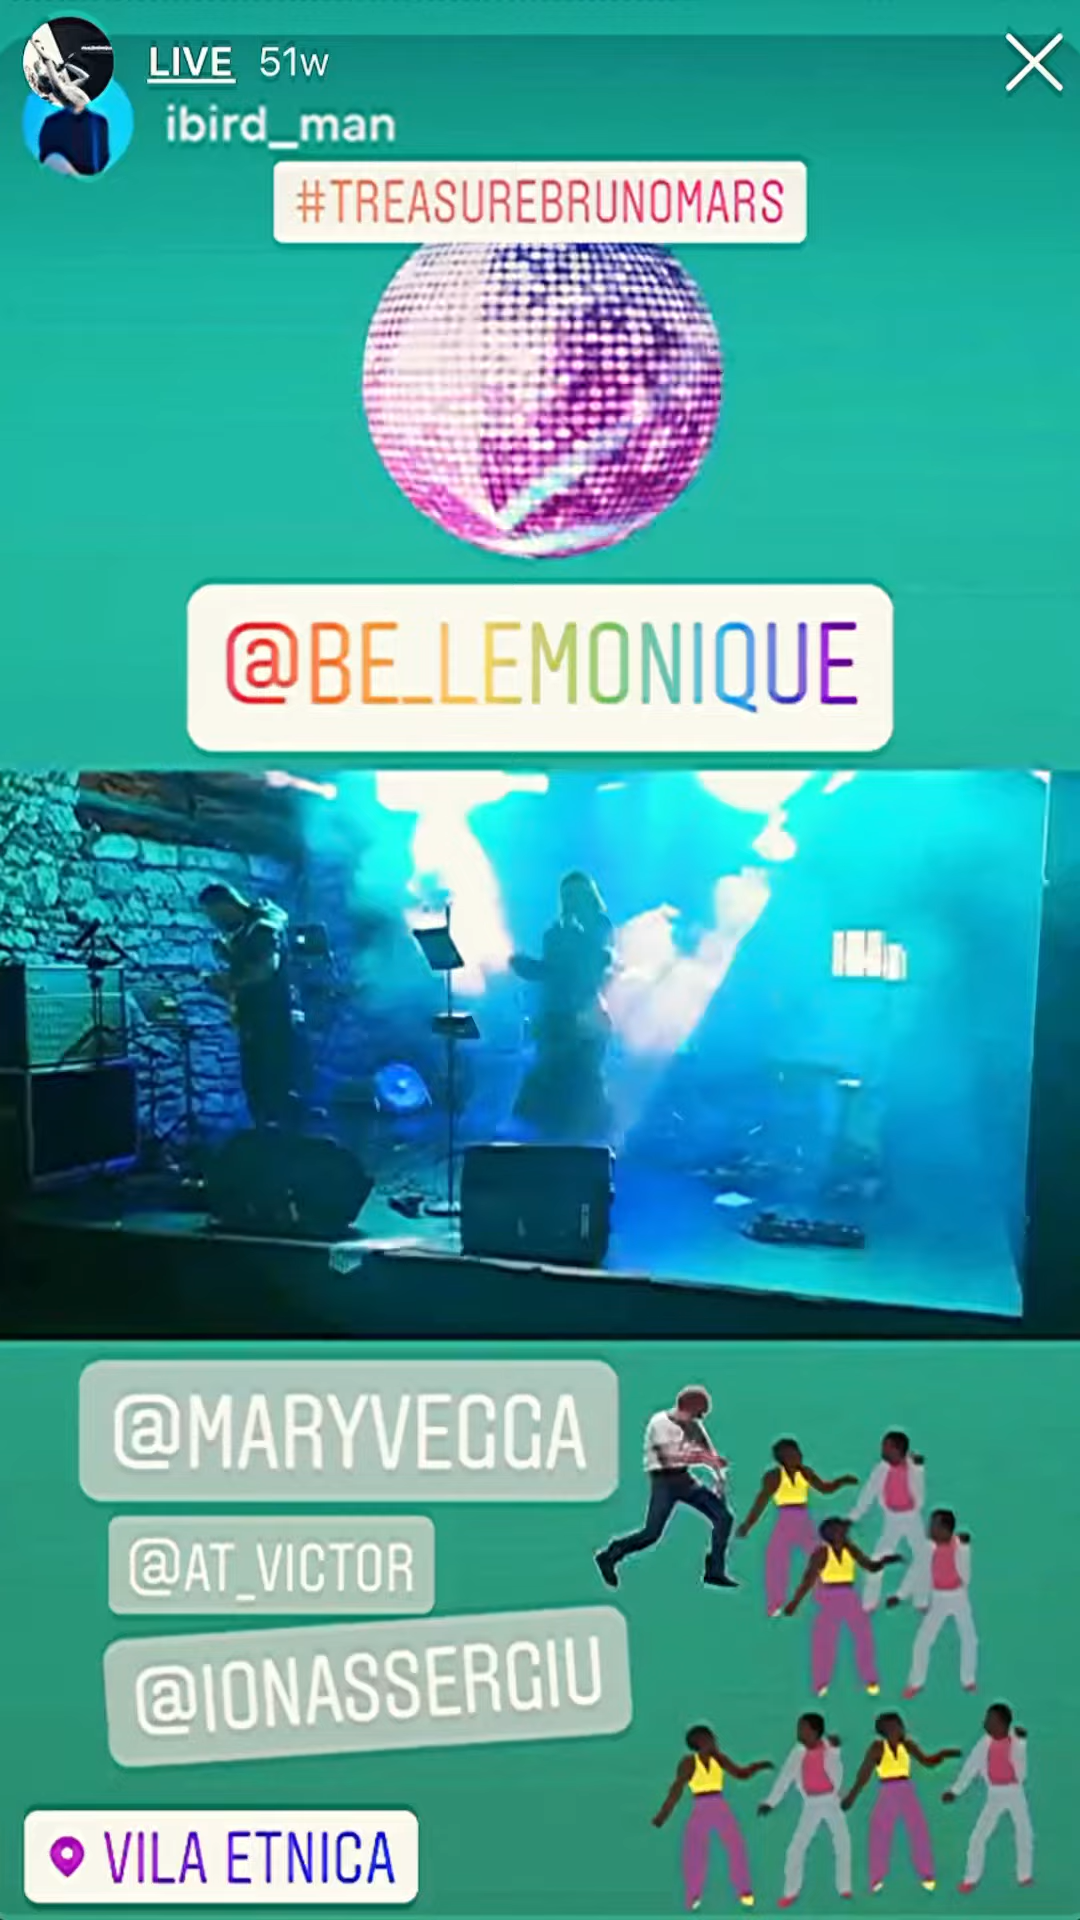 LIVE 51w
ibird_man
#TREASUREBRUNOMARS
@BE_LEMONIQUE
@MARYVEGGA
@AT_VICTOR
@IONASSERGIU
VILA ETNICA